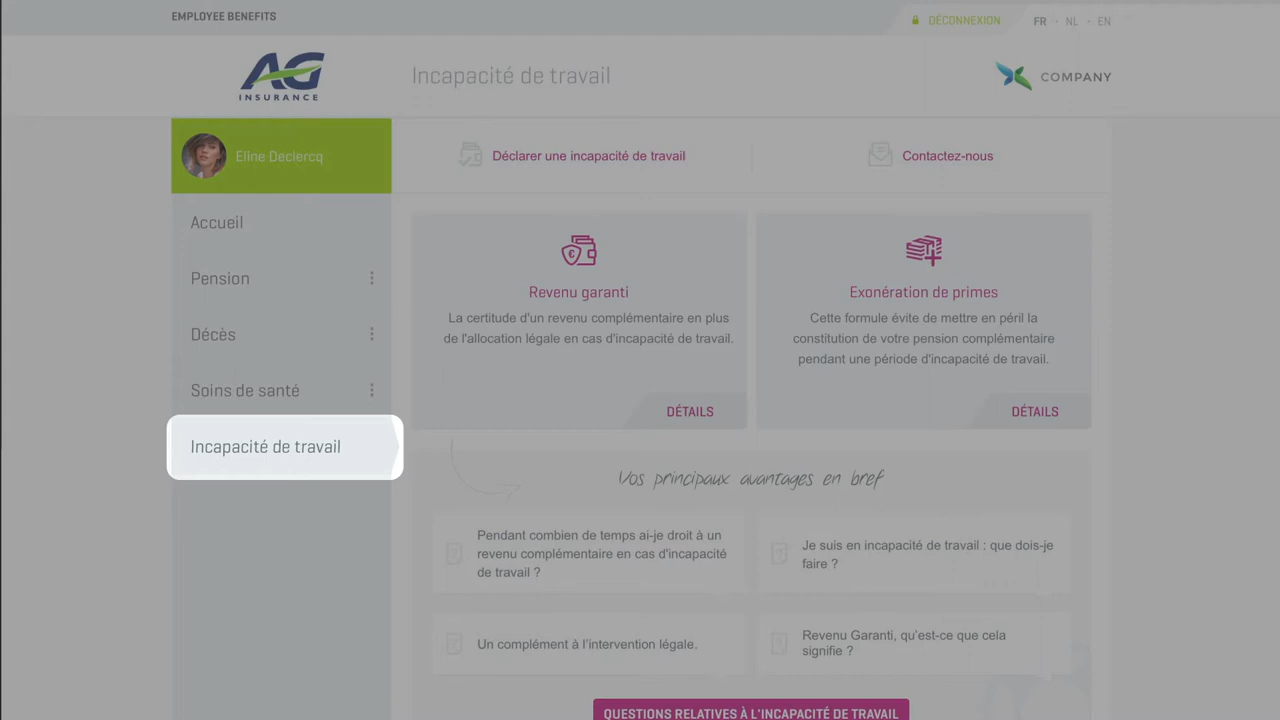 EMPLOYEE BENEFITS
DÉCONNEXION
FR · NL · EN
AG
INSURANCE
Incapacité de travail
COMPANY
Eline Declercq
Déclarer une incapacité de travail
Contactez-nous
Accueil
Pension
Décès
Soins de santé
Incapacité de travail
Revenu garanti
La certitude d'un revenu complémentaire en plus
de l'allocation légale en cas d'incapacité de travail.
DÉTAILS
Exonération de primes
Cette formule évite de mettre en péril la
constitution de votre pension complémentaire
pendant une période d'incapacité de travail.
DÉTAILS
Vos principaux avantages en bref
Pendant combien de temps ai-je droit à un
revenu complémentaire en cas d'incapacité
de travail ?
Je suis en incapacité de travail : que dois-je
faire ?
Un complément à l'intervention légale.
Revenu Garanti, qu'est-ce que cela
signifie ?
QUESTIONS RELATIVES À L'INCAPACITÉ DE TRAVAIL